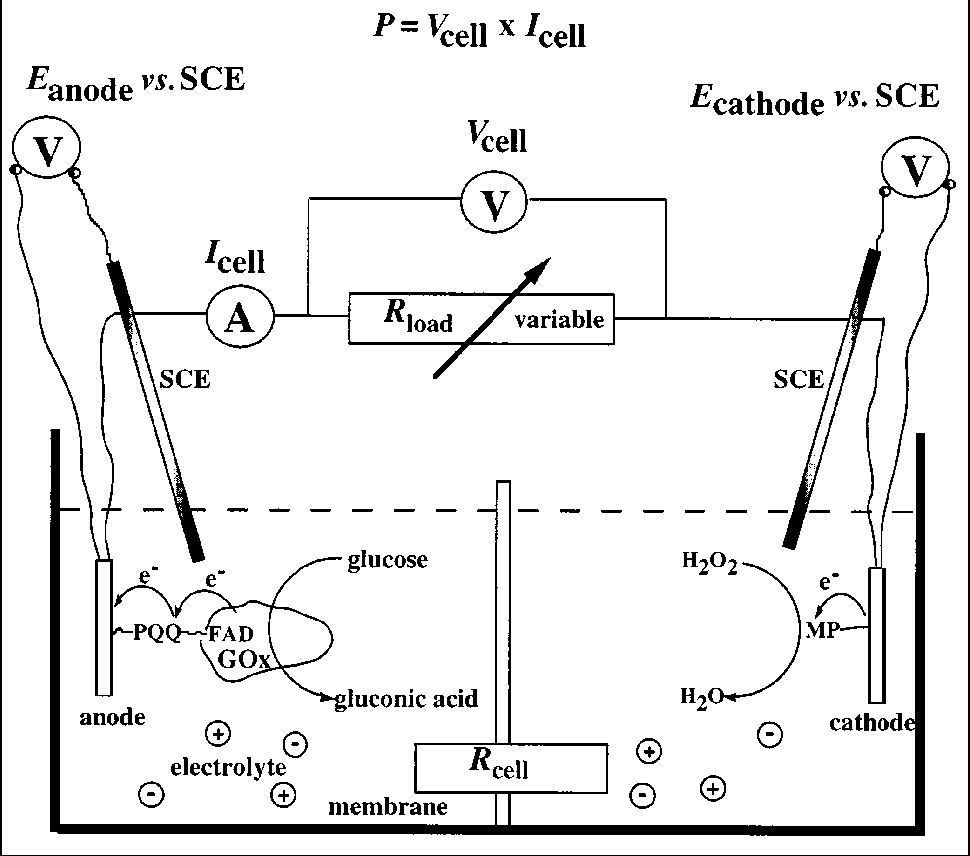 P = Vcell x Icell
Eanode vs. SCE
Ecathode vs. SCE
V
Vcell
V
V
Icell
A
Rload variable
SCE
SCE
glucose
H2O2
e-
e-
e-
PQQ
FAD
GOx
MP
gluconic acid
H2O
anode
cathode
+
-
+
-
electrolyte
Rcell
-
+
-
+
membrane